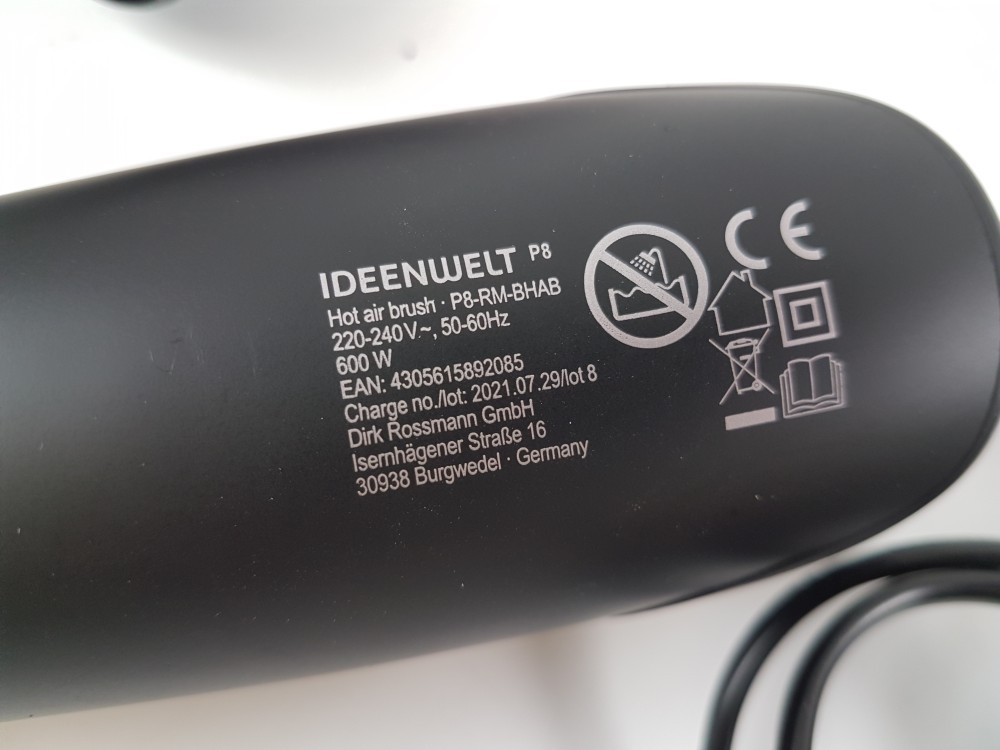 IDEENWELT P8
Hot air brush · P8-RM-BHAB
220-240V~, 50-60Hz
600 W
EAN: 4305615892085
Charge no./lot: 2021.07.29/lot 8
Dirk Rossmann GmbH
Isernhägener Straße 16
30938 Burgwedel · Germany
CE